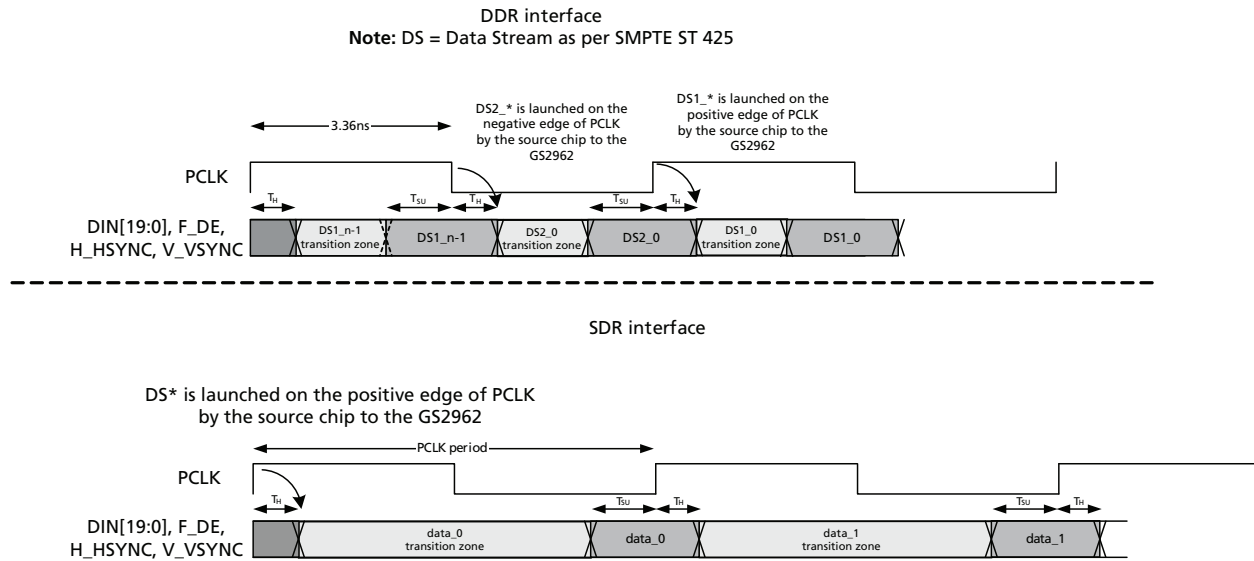 DDR interface
Note: DS = Data Stream as per SMPTE ST 425
DS2_* is launched on the
negative edge of PCLK
by the source chip to the
GS2962
DS1_* is launched on the
positive edge of PCLK
by the source chip to the
GS2962
3.36ns
PCLK
TH
TSU
TH
TSU
TH
DIN[19:0], F_DE,
H_HSYNC, V_VSYNC
DS1_n-1
transition zone
DS1_n-1
DS2_0
transition zone
DS2_0
DS1_0
transition zone
DS1_0
SDR interface
DS* is launched on the positive edge of PCLK
by the source chip to the GS2962
PCLK period
PCLK
TH
TSU
TH
TSU
TH
DIN[19:0], F_DE,
H_HSYNC, V_VSYNC
data_0
transition zone
data_0
data_1
transition zone
data_1